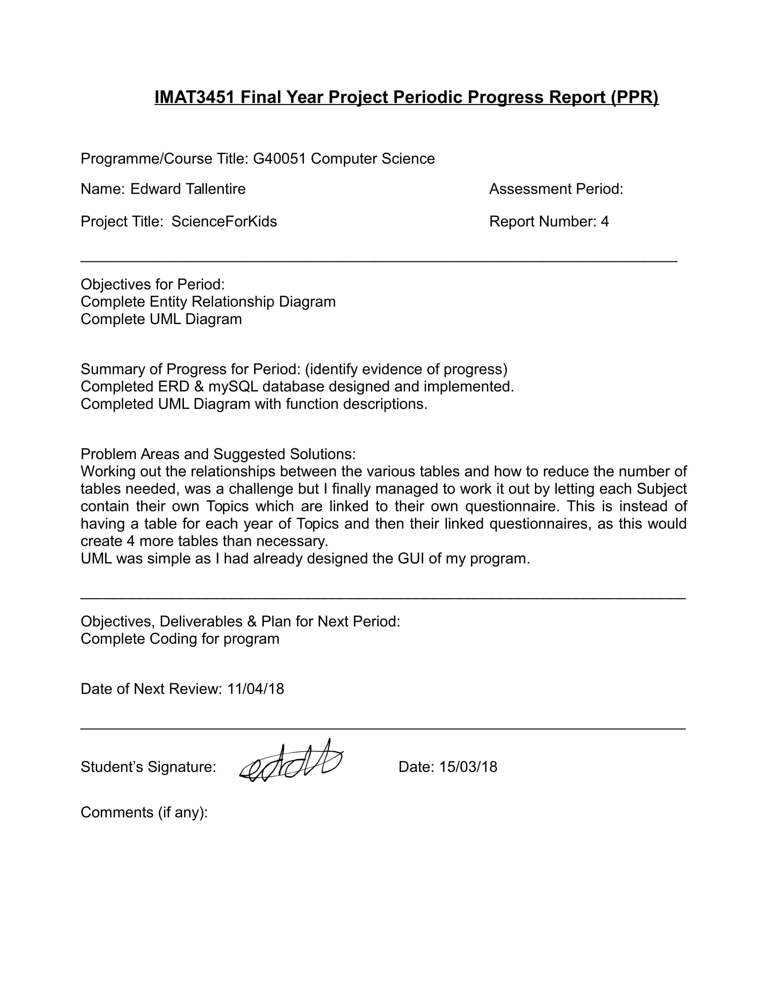 IMAT3451 Final Year Project Periodic Progress Report (PPR)
Programme/Course Title: G40051 Computer Science
Name: Edward Tallentire
Assessment Period:
Project Title: ScienceForKids
Report Number: 4
Objectives for Period:
Complete Entity Relationship Diagram
Complete UML Diagram
Summary of Progress for Period: (identify evidence of progress)
Completed ERD & mySQL database designed and implemented.
Completed UML Diagram with function descriptions.
Problem Areas and Suggested Solutions:
Working out the relationships between the various tables and how to reduce the number of
tables needed, was a challenge but I finally managed to work it out by letting each Subject
contain their own Topics which are linked to their own questionnaire. This is instead of
having a table for each year of Topics and then their linked questionnaires, as this would
create 4 more tables than necessary.
UML was simple as I had already designed the GUI of my program.
Objectives, Deliverables & Plan for Next Period:
Complete Coding for program
Date of Next Review: 11/04/18
Student’s Signature:
Date: 15/03/18
Comments (if any):